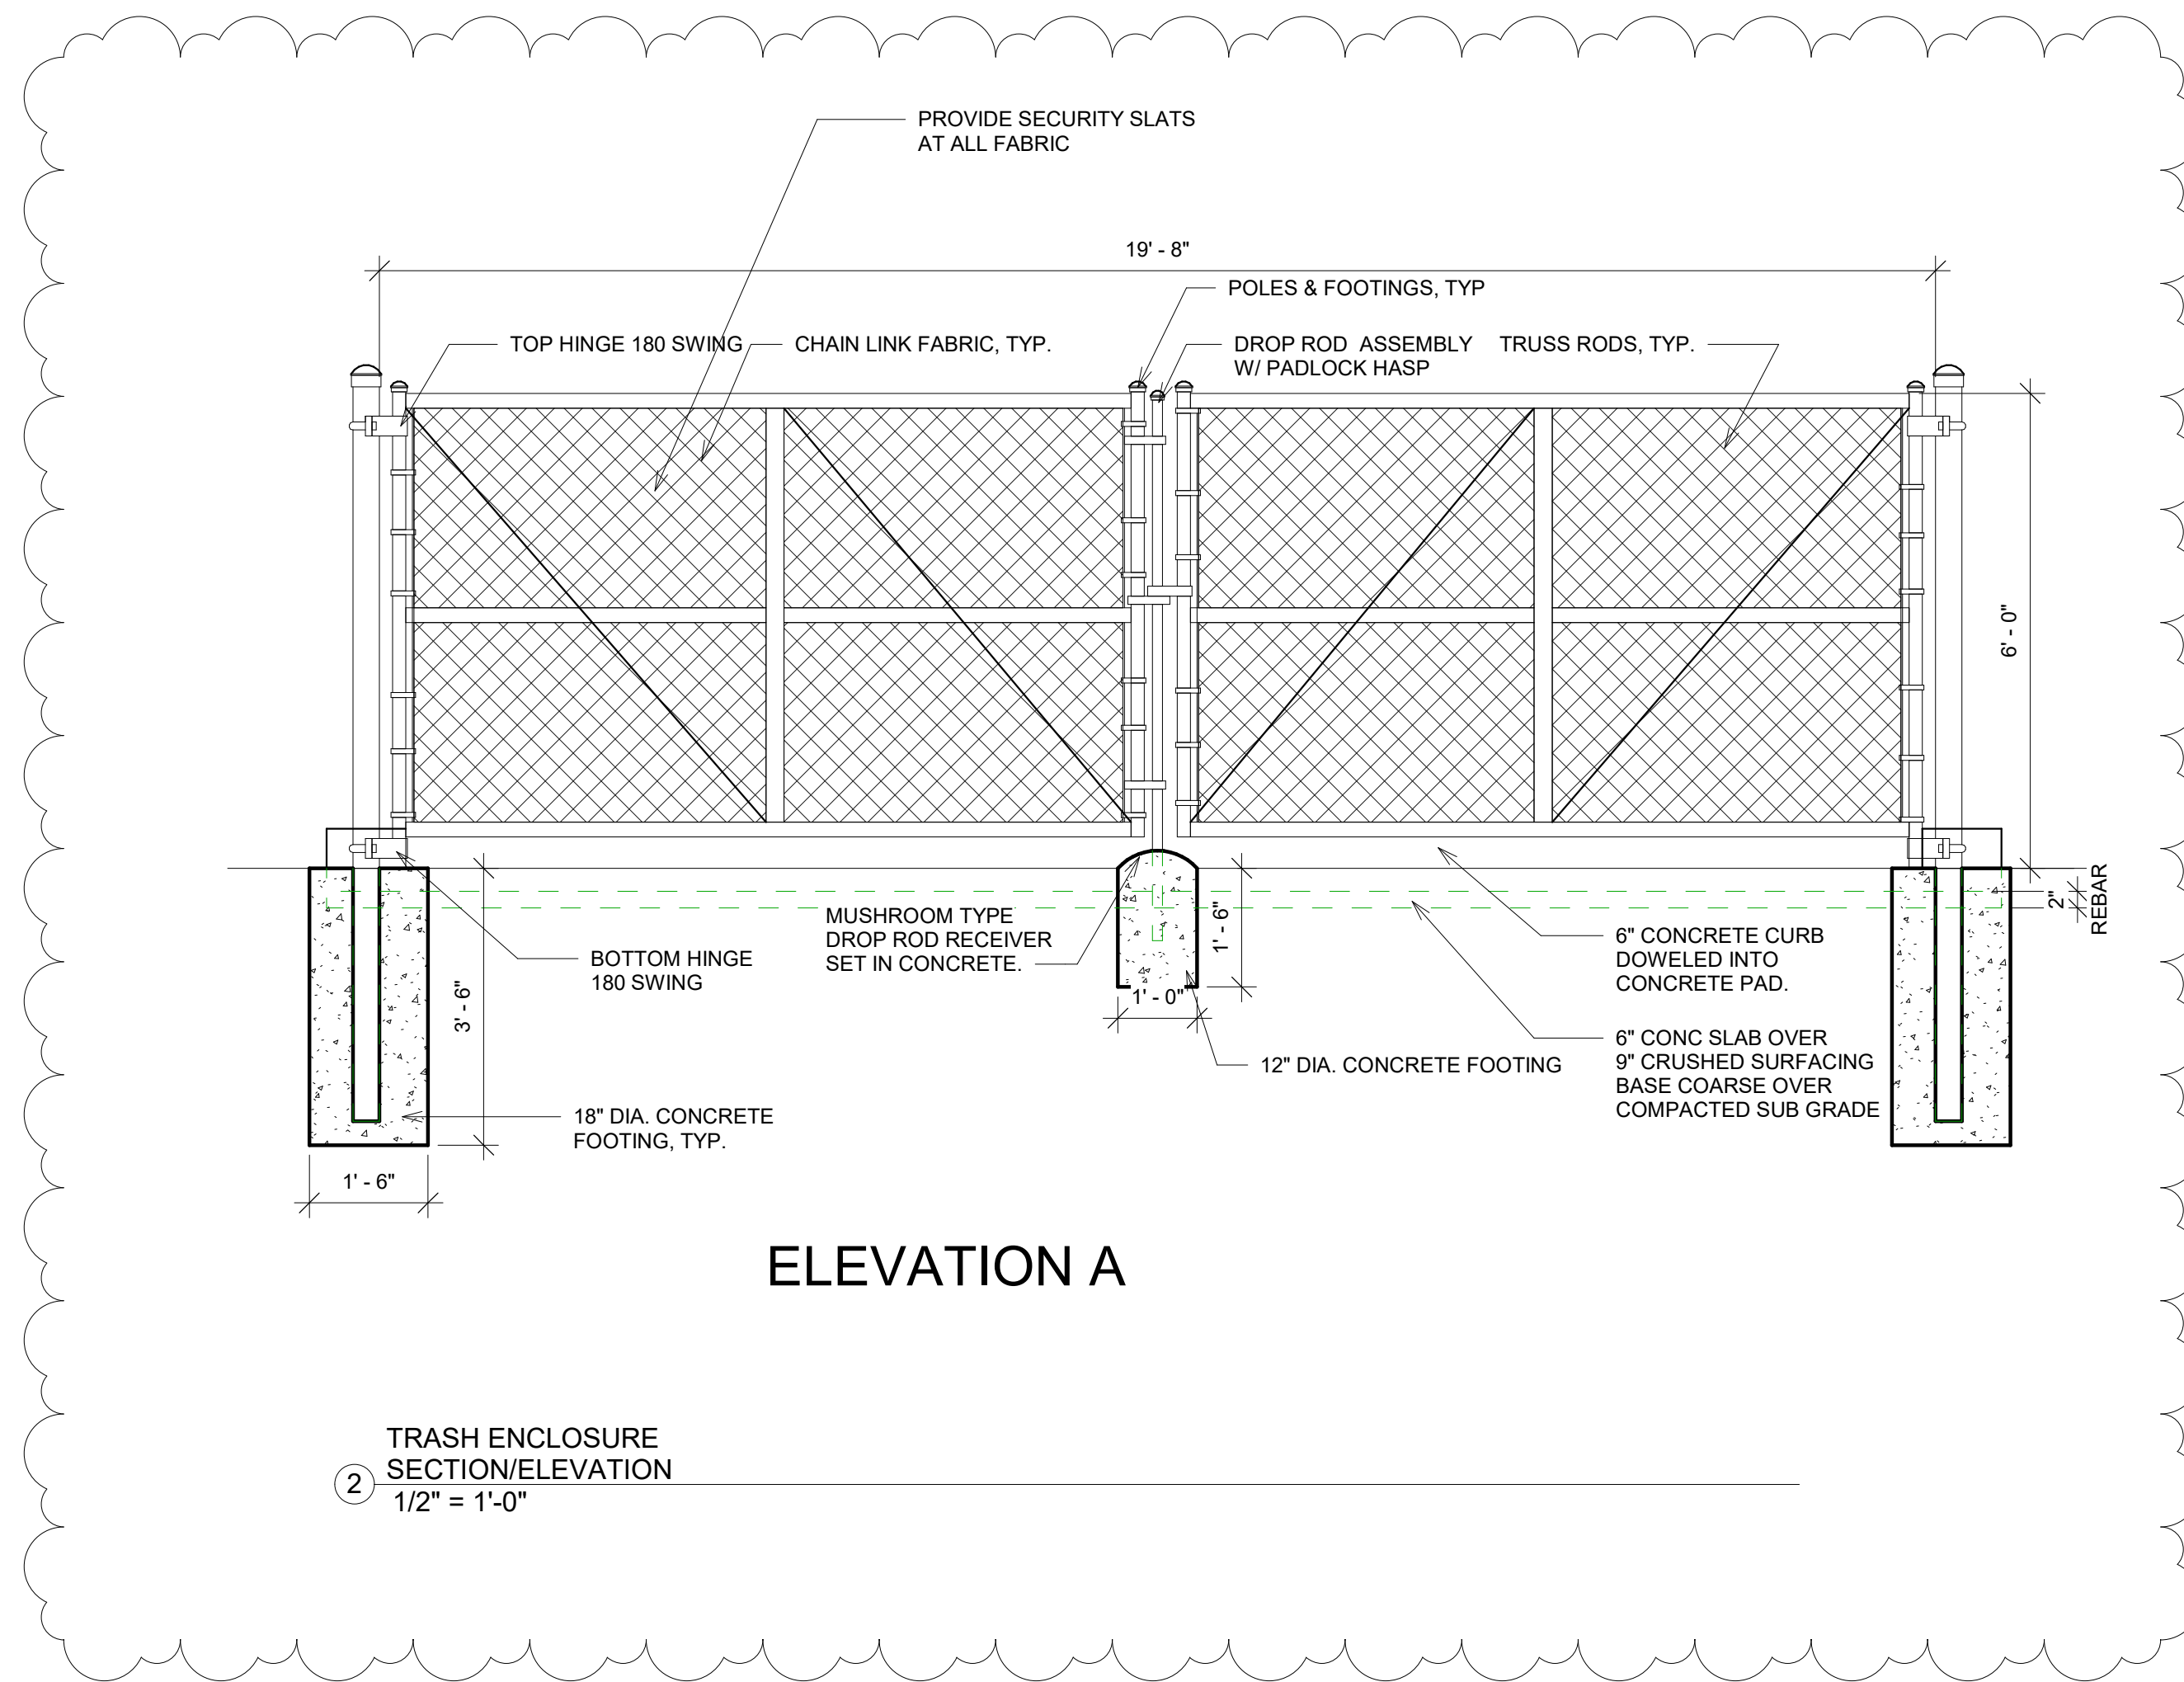 PROVIDE SECURITY SLATS
AT ALL FABRIC
19' - 8"
POLES & FOOTINGS, TYP
TOP HINGE 180 SWING
CHAIN LINK FABRIC, TYP.
DROP ROD ASSEMBLY
W/ PADLOCK HASP
TRUSS RODS, TYP.
6' - 0"
2"
REBAR
MUSHROOM TYPE
DROP ROD RECEIVER
SET IN CONCRETE.
1' - 6"
1' - 0"
6" CONCRETE CURB
DOWELED INTO
CONCRETE PAD.
BOTTOM HINGE
180 SWING
3' - 6"
6" CONC SLAB OVER
9" CRUSHED SURFACING
BASE COARSE OVER
COMPACTED SUB GRADE
12" DIA. CONCRETE FOOTING
18" DIA. CONCRETE
FOOTING, TYP.
1' - 6"
ELEVATION A
TRASH ENCLOSURE
SECTION/ELEVATION
2
1/2" = 1'-0"